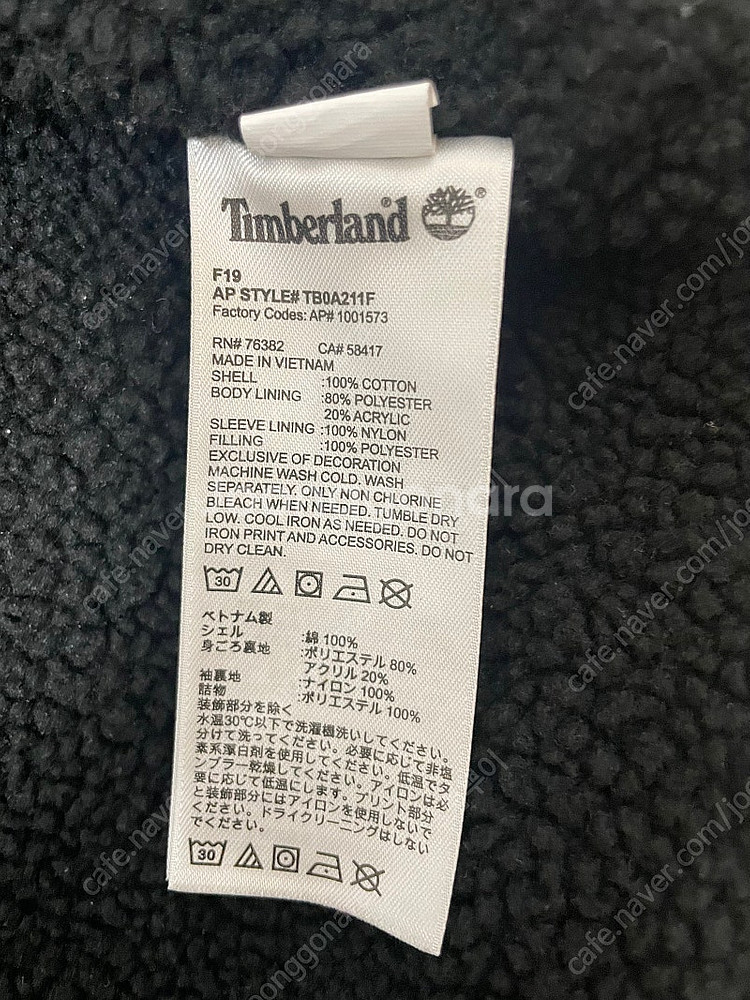 Timberland®
F19
AP STYLE# TB0A211F
Factory Codes: AP# 1001573
RN# 76382 CA# 58417
MADE IN VIETNAM
SHELL :100% COTTON
BODY LINING :80% POLYESTER
20% ACRYLIC
SLEEVE LINING :100% NYLON
FILLING :100% POLYESTER
EXCLUSIVE OF DECORATION
MACHINE WASH COLD. WASH
SEPARATELY. ONLY NON CHLORINE
BLEACH WHEN NEEDED. TUMBLE DRY
LOW. COOL IRON AS NEEDED. DO NOT
IRON PRINT AND ACCESSORIES. DO NOT
DRY CLEAN.
30
ベトナム製
シェル :綿 100%
身ごろ裏地 :ポリエステル 80%
アクリル 20%
袖裏地 :ナイロン 100%
詰物 :ポリエステル 100%
装飾部分を除く
水温30℃以下で洗濯機洗いしてください。
分けて洗ってください。必要に応じて非塩
素系漂白剤を使用してください。低温でタ
ンブラー乾燥してください。アイロンは必
要に応じて低温にします。プリント部分
と装飾部分にはアイロンを使用しないで
ください。ドライクリーニングはしない
でください。
30
cafe.naver.com/jo
cafe.naver
joonggonara